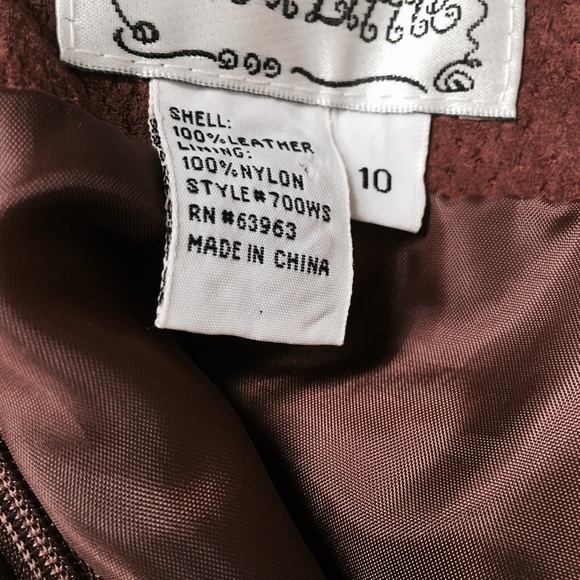 SHELL:
100%LEATHER
LINING:
100%NYLON
STYLE#700WS
RN #63963
MADE IN CHINA
10